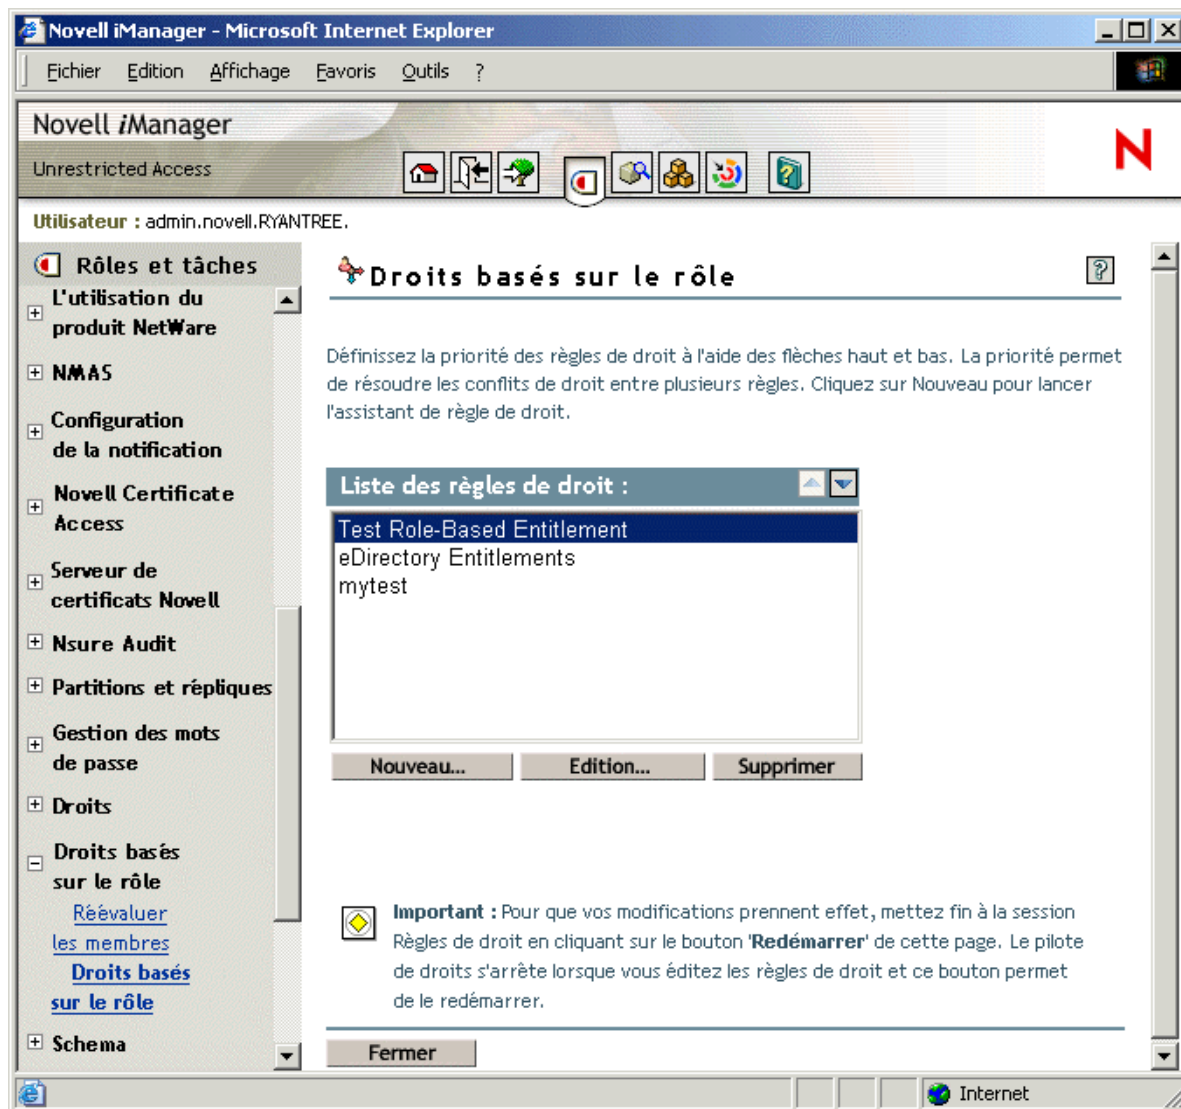 Novell iManager - Microsoft Internet Explorer
Fichier Edition Affichage Favoris Outils ?
Novell iManager
Unrestricted Access
N
Utilisateur : admin.novell.RYANTREE.
Rôles et tâches
L'utilisation du
produit NetWare
NMAS
Configuration
de la notification
Novell Certificate
Access
Serveur de
certificats Novell
Nsure Audit
Partitions et répliques
Gestion des mots
de passe
Droits
Droits basés
sur le rôle
Réévaluer
les membres
Droits basés
sur le rôle
Schema
Droits basés sur le rôle
?
Définissez la priorité des règles de droit à l'aide des flèches haut et bas. La priorité permet
de résoudre les conflits de droit entre plusieurs règles. Cliquez sur Nouveau pour lancer
l'assistant de règle de droit.
Liste des règles de droit :
Test Role-Based Entitlement
eDirectory Entitlements
mytest
Nouveau... Edition... Supprimer
Important : Pour que vos modifications prennent effet, mettez fin à la session
Règles de droit en cliquant sur le bouton 'Redémarrer' de cette page. Le pilote
de droits s'arrête lorsque vous éditez les règles de droit et ce bouton permet
de le redémarrer.
Fermer
Internet